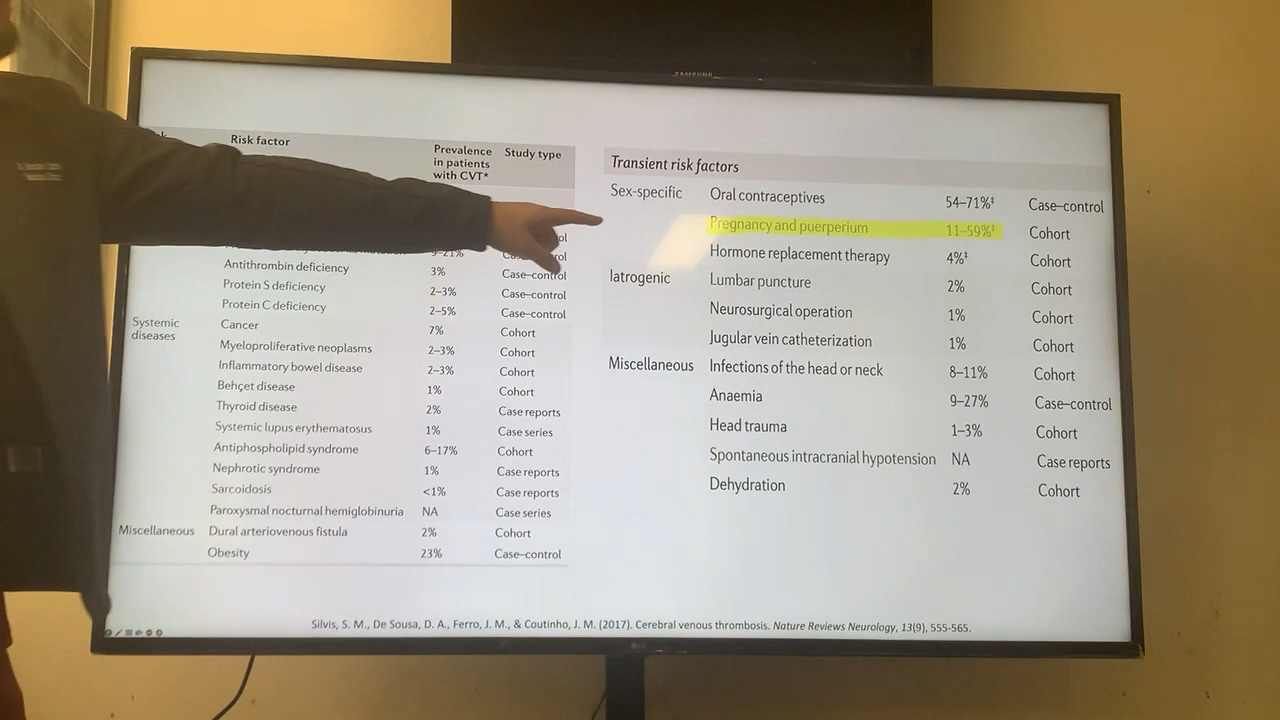 SAMSUNG
Risk factor Prevalence in patients with CVT* Study type
Antithrombin deficiency 3% Case–control
Protein S deficiency 2–3% Case–control
Protein C deficiency 2–5% Case–control
Systemic diseases Cancer 7% Cohort
Myeloproliferative neoplasms 2–3% Cohort
Inflammatory bowel disease 2–3% Cohort
Behçet disease 1% Cohort
Thyroid disease 2% Case reports
Systemic lupus erythematosus 1% Case series
Antiphospholipid syndrome 6–17% Cohort
Nephrotic syndrome 1% Case reports
Sarcoidosis <1% Case reports
Paroxysmal nocturnal hemiglobinuria NA Case series
Miscellaneous Dural arteriovenous fistula 2% Cohort
Obesity 23% Case–control
Transient risk factors
Sex-specific Oral contraceptives 54–71%‡ Case–control
Pregnancy and puerperium 11–59%‡ Cohort
Hormone replacement therapy 4%‡ Cohort
Iatrogenic Lumbar puncture 2% Cohort
Neurosurgical operation 1% Cohort
Jugular vein catheterization 1% Cohort
Miscellaneous Infections of the head or neck 8–11% Cohort
Anaemia 9–27% Case–control
Head trauma 1–3% Cohort
Spontaneous intracranial hypotension NA Case reports
Dehydration 2% Cohort
Silvis, S. M., De Sousa, D. A., Ferro, J. M., & Coutinho, J. M. (2017). Cerebral venous thrombosis. Nature Reviews Neurology, 13(9), 555-565.
LG